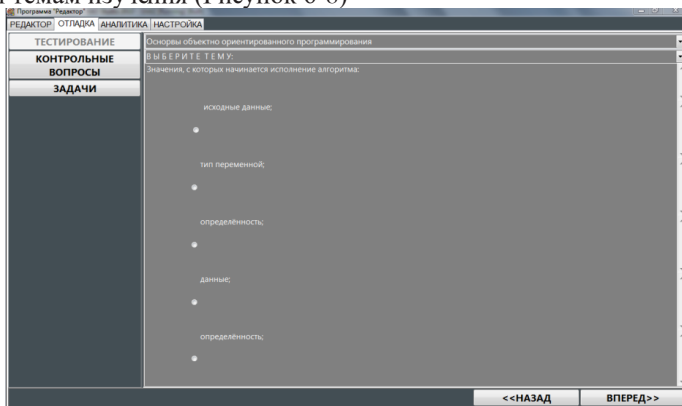 темам изучения (Рисунок 6-6)
Программа "Редактор"
РЕДАКТОР ОТЛАДКА АНАЛИТИКА НАСТРОЙКА
ТЕСТИРОВАНИЕ
КОНТРОЛЬНЫЕ
ВОПРОСЫ
ЗАДАЧИ
Оснорвы объектно ориентированного программирования
ВЫБЕРИТЕ ТЕМУ:
Значения, с которых начинается исполнение алгоритма:
исходные данные;
тип переменной;
определённость;
данные;
определённость;
<<НАЗАД ВПЕРЕД>>